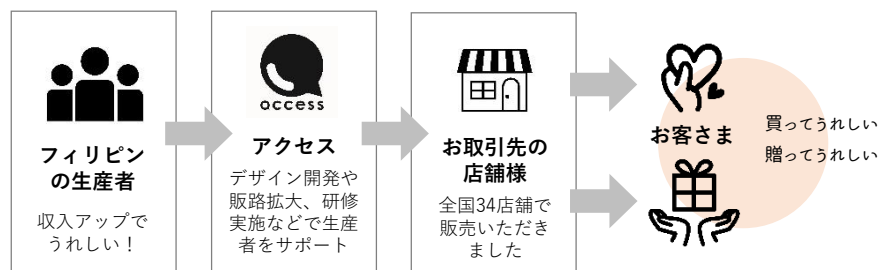 フィリピン
の生産者
収入アップで
うれしい！
access
アクセス
デザイン開発や
販路拡大、研修
実施などで生産
者をサポート
お取引先の
店舗様
全国34店舗で
販売いただき
ました
お客さま
買ってうれしい
贈ってうれしい